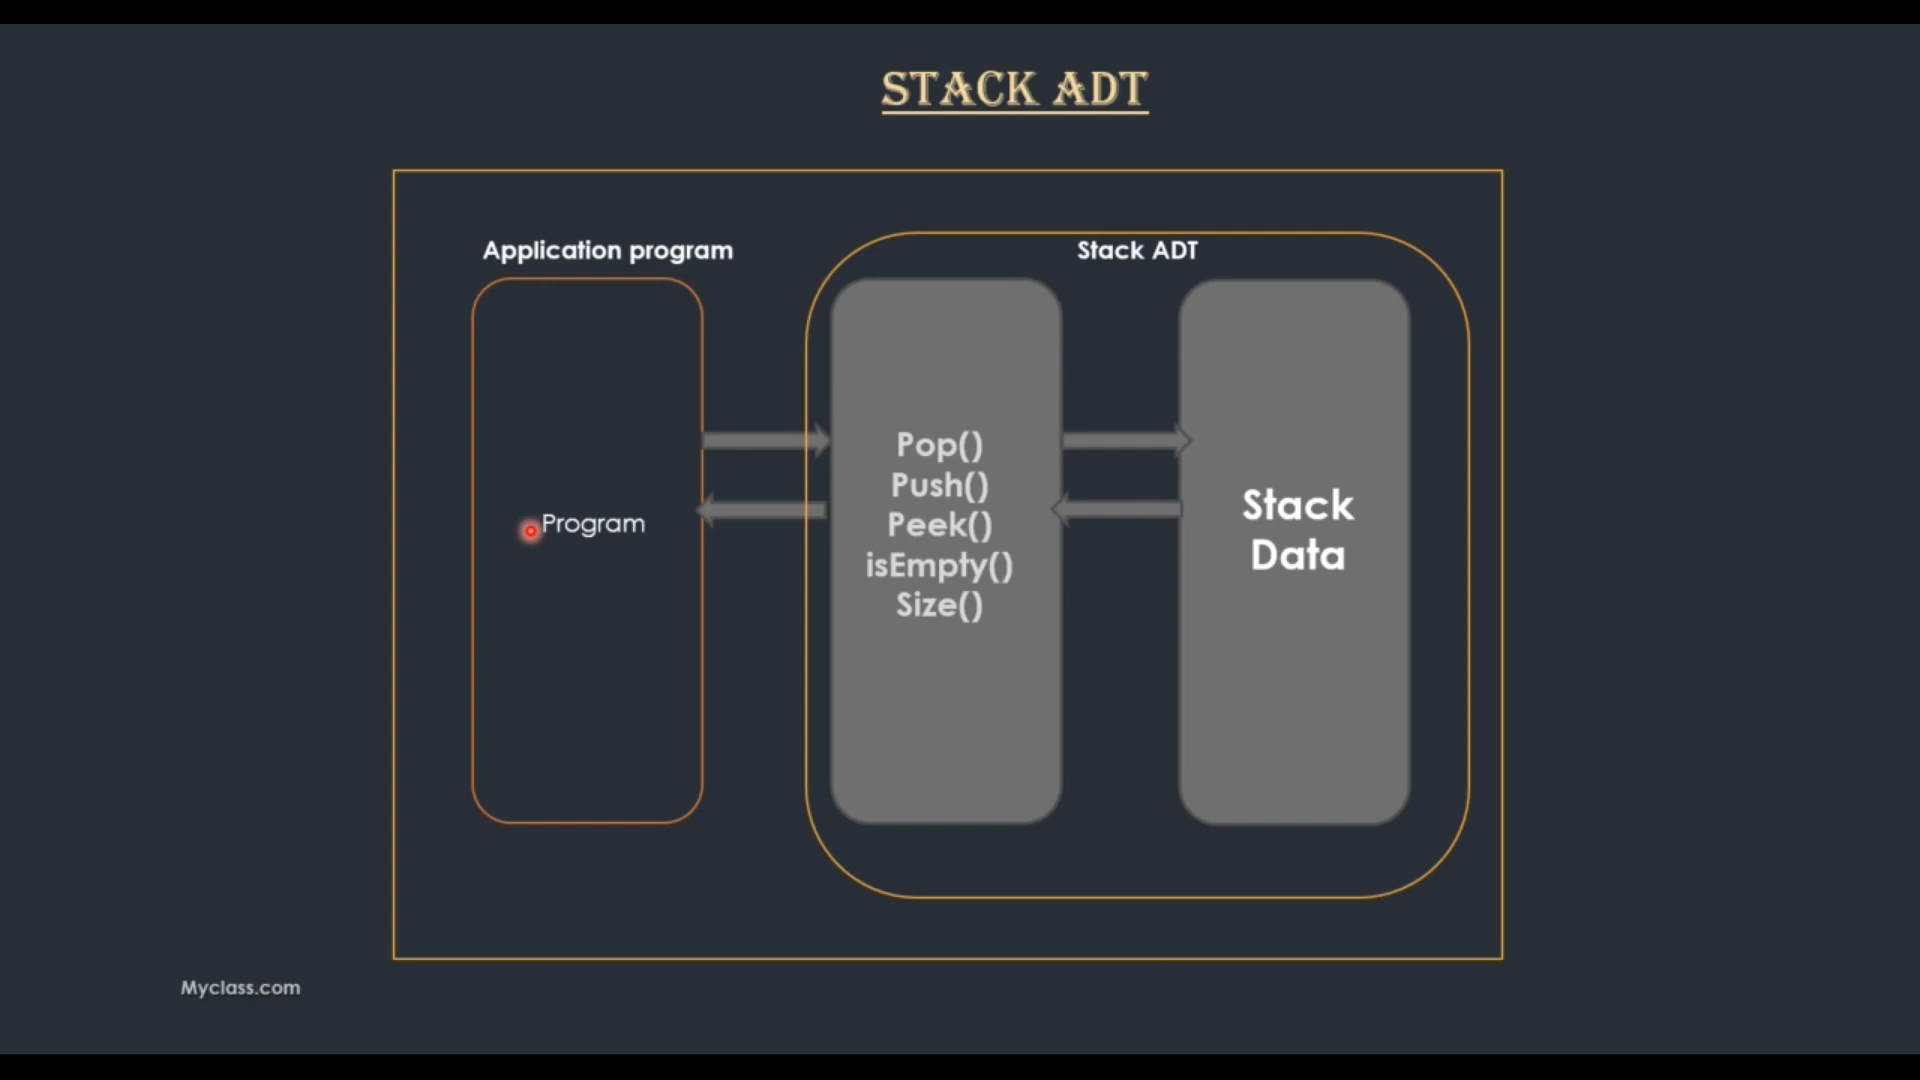 STACK ADT
Application program
Stack ADT
Program
Pop()
Push()
Peek()
isEmpty()
Size()
Stack
Data
Myclass.com